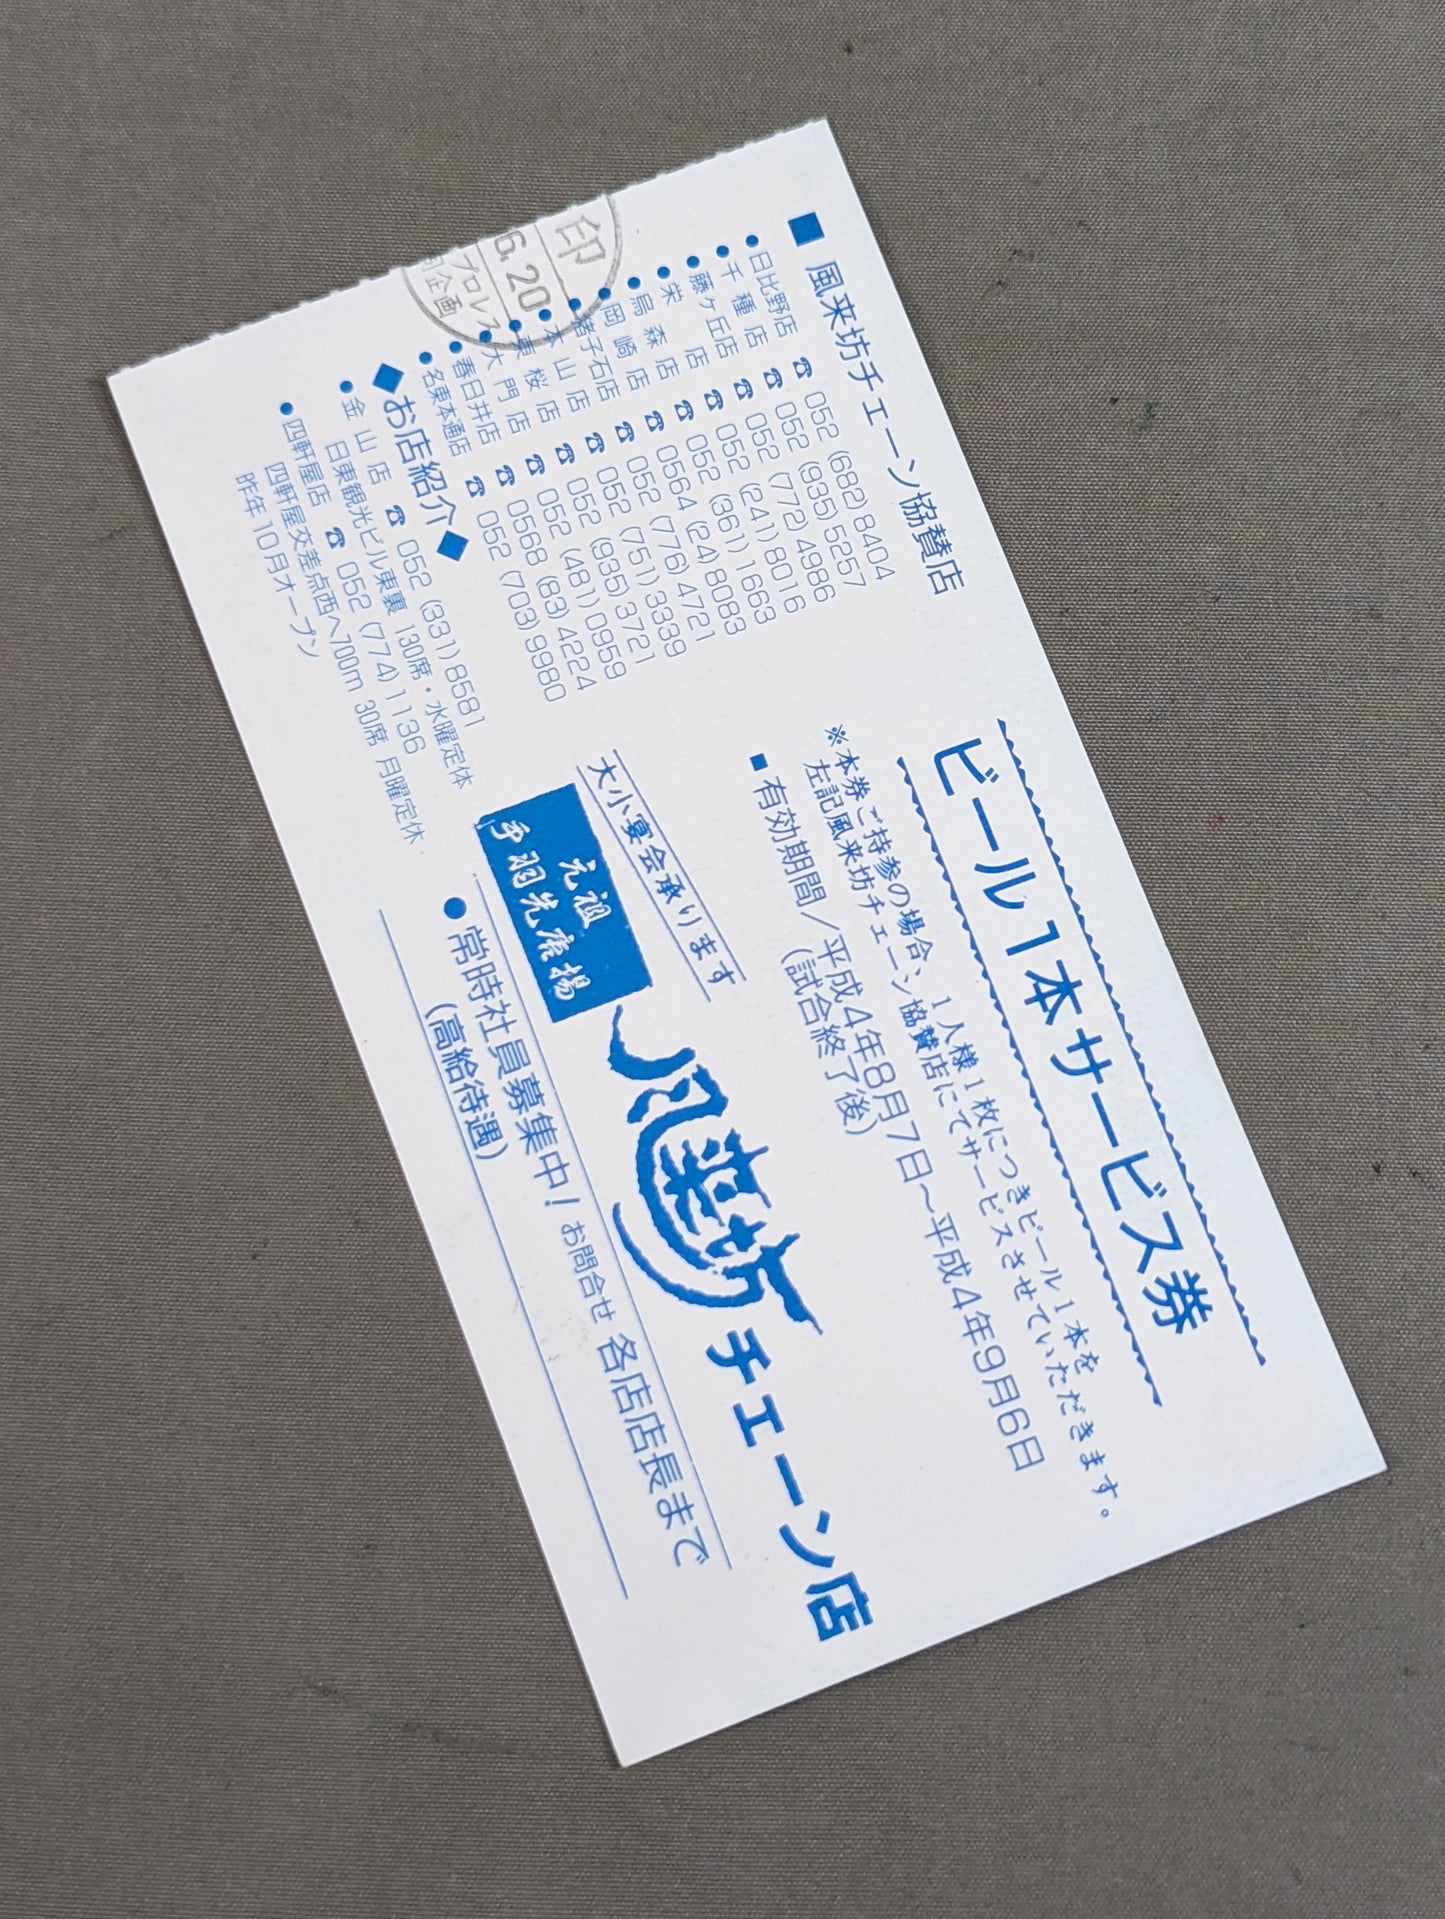 ビール1本サービス券
※本券ご持参の場合、1人様1枚につきビール1本を
左記風来坊チェーン協賛店にてサービスさせていただきます。
■有効期間/平成4年8月7日～平成4年9月6日
(試合終了後)
大小宴会承ります
元祖
手羽先唐揚
風来坊チェーン店
●常時社員募集中! お問合せ 各店店長まで
(高給待遇)
■風来坊チェーン協賛店
●日比野店 ☎052 (682) 8404
●千種店 ☎052 (935) 5257
●藤ヶ丘店 ☎052 (772) 4986
●栄店 ☎052 (241) 8016
●烏森店 ☎052 (361) 1663
●岡崎店 ☎0564 (24) 8083
●猪子石店 ☎052 (776) 4721
●本山店 ☎052 (751) 3339
●東桜店 ☎052 (935) 3721
●大門店 ☎052 (481) 0959
●春日井店 ☎0568 (83) 4224
●名東本通店 ☎052 (703) 9980
◆お店紹介◆
●金山店 ☎052 (331) 8581
日東観光ビル東裏 130席・水曜定休
●四軒屋店 ☎052 (774) 1136
四軒屋交差点西へ700m 30席 月曜定休
昨年10月オープン
印
6.20
プロレス
企画